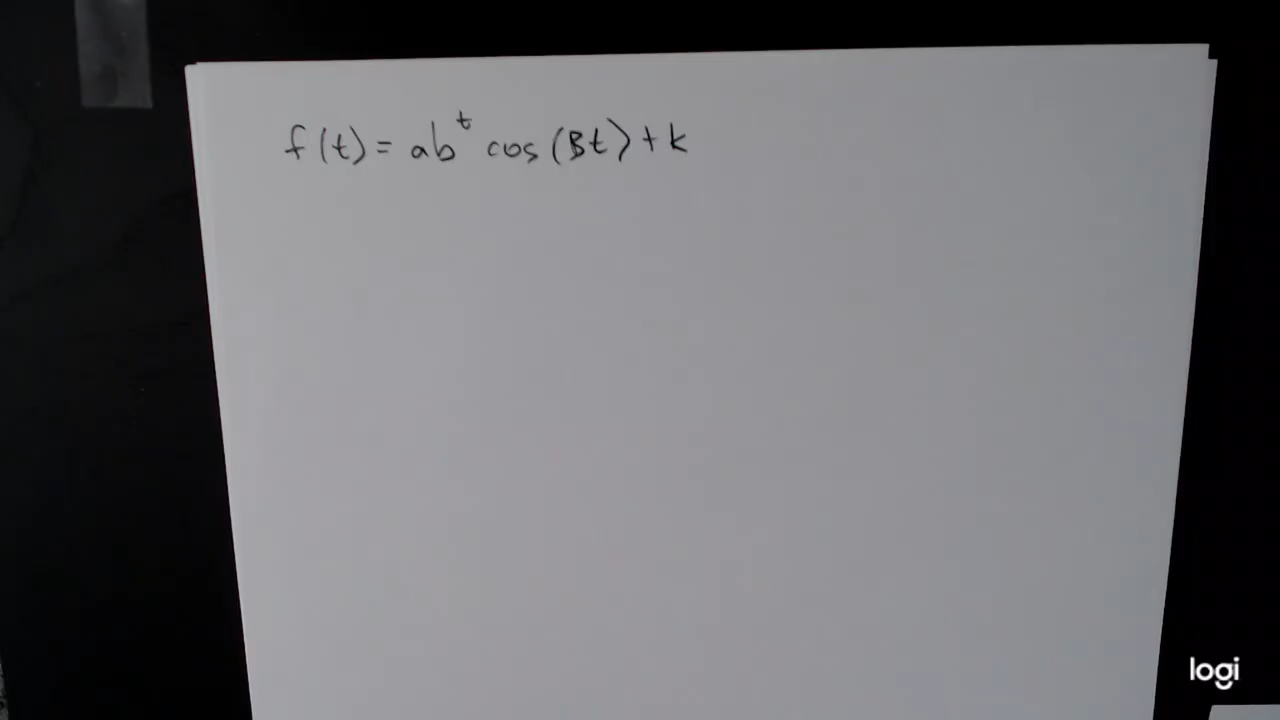 f(t) = ab^t cos(Bt) + k
logi